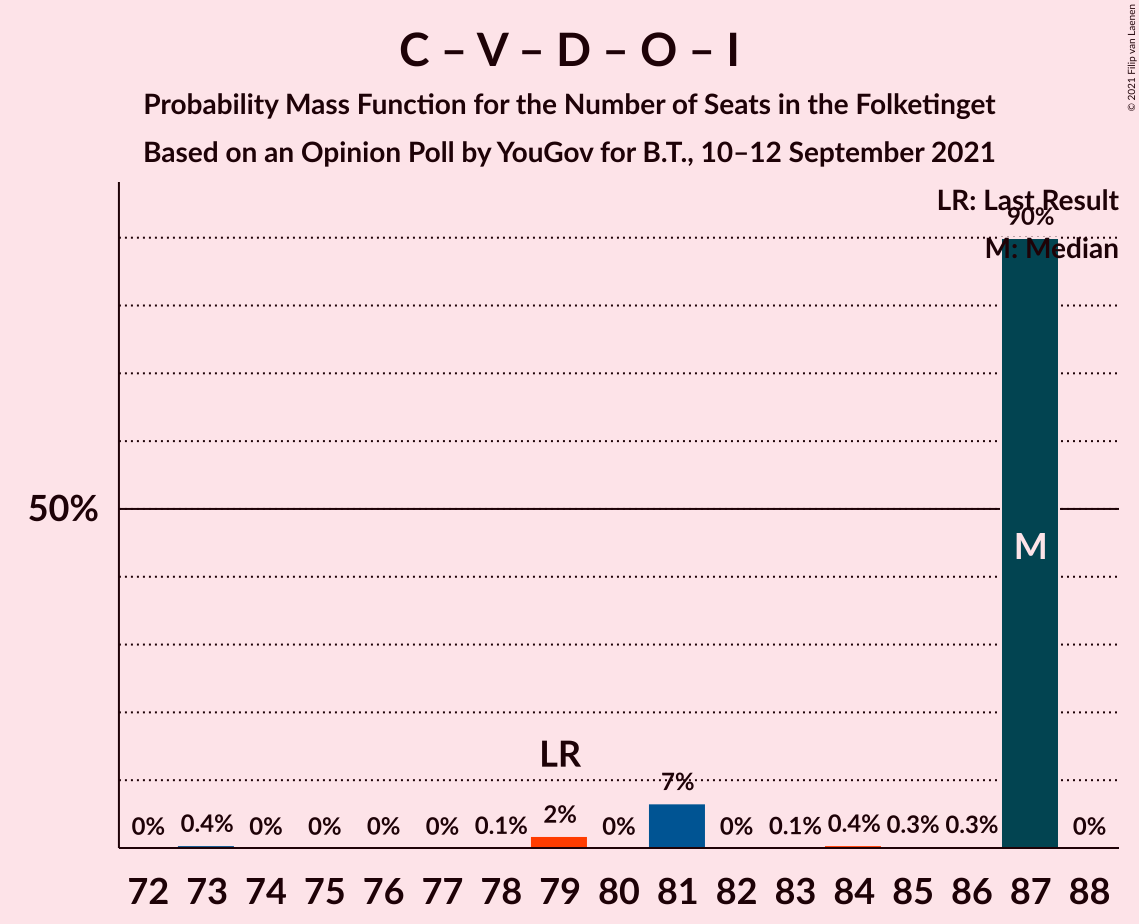 C – V – D – O – I
Probability Mass Function for the Number of Seats in the Folketinget
Based on an Opinion Poll by YouGov for B.T., 10–12 September 2021
© 2021 Filip van Laenen
LR: Last Result
90%
M: Median
50%
M
LR
7%
0% 0.4% 0% 0% 0% 0% 0.1% 2% 0% 0% 0.1% 0.4% 0.3% 0.3% 0%
72 73 74 75 76 77 78 79 80 81 82 83 84 85 86 87 88